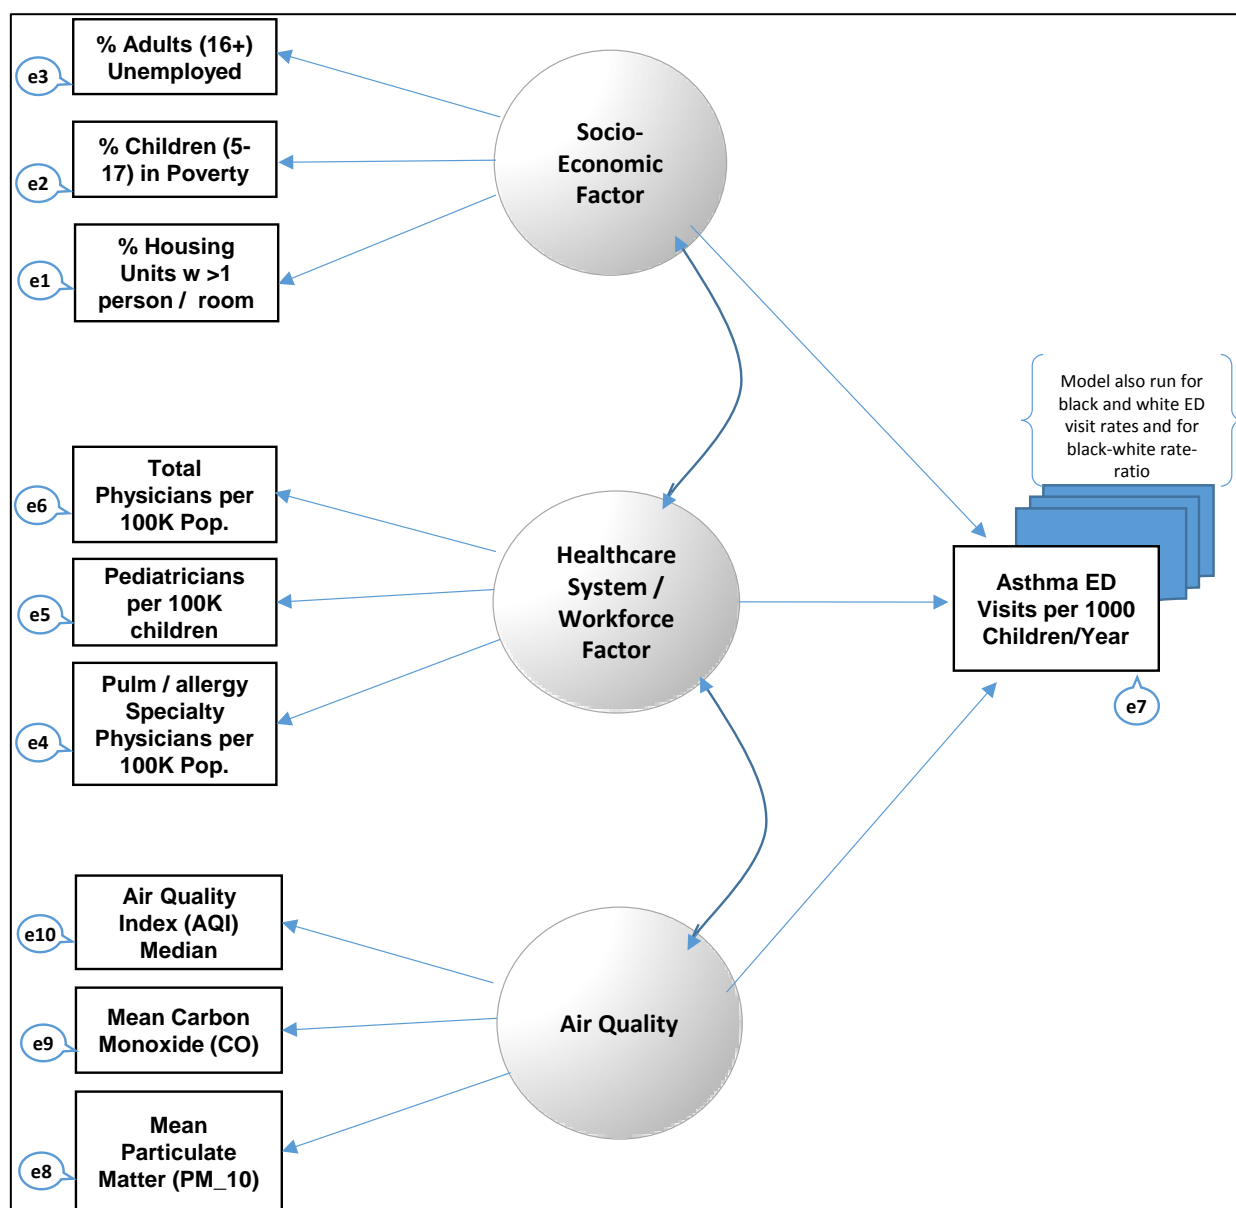 % Adults (16+)
Unemployed
e3
% Children (5-
17) in Poverty
e2
% Housing
Units w >1
person /  room
e1
Socio-
Economic
Factor
Total
Physicians per
100K Pop.
e6
Pediatricians
per 100K
children
e5
Pulm / allergy
Specialty
Physicians per
100K Pop.
e4
Healthcare
System /
Workforce
Factor
Model also run for
black and white ED
visit rates and for
black-white rate-
ratio
Asthma ED
Visits per 1000
Children/Year
e7
Air Quality
Index (AQI)
Median
e10
Mean Carbon
Monoxide (CO)
e9
Mean
Particulate
Matter (PM_10)
e8
Air Quality